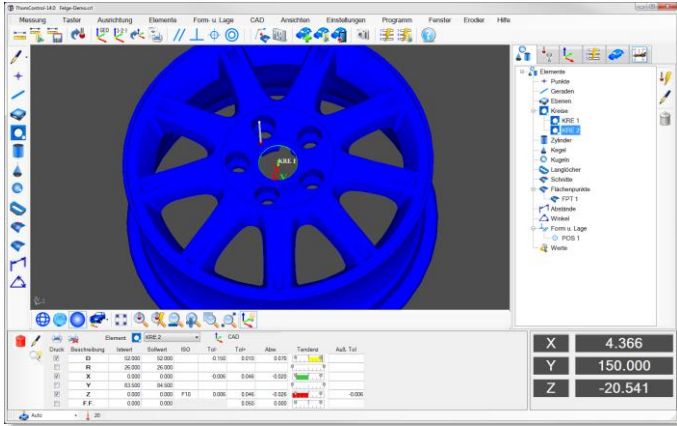 ThomControl-14.0 Felge-Demo.crl
Messung Taster Ausrichtung Elemente Form- u. Lage CAD Ansichten Einstellungen Programm Fenster Erodier Hilfe
Elemente
Punkte
Geraden
Ebenen
Kreise
KRE 1
KRE 2
Zylinder
Kegel
Kugeln
Langlöcher
Schnitte
Flächenpunkte
FPT 1
Abstände
Winkel
Form u. Lage
POS 1
Werte
KRE 1
Element: KRE 2 CAD
Druck Beschreibung Istwert Sollwert ISO Tol- Tol+ Abw. Tendenz Auß. Tol
D 52.000 52.000 -0.150 0.010 0.070
R 26.000 26.000
X 0.000 0.000 -0.006 0.046 -0.020
Y 83.500 84.500
Z 0.000 0.000 F10 0.006 0.046 -0.026 -0.006
F.F. 0.000 0.000 0.050 0.000
X 4.366
Y 150.000
Z -20.541
Auto 2D